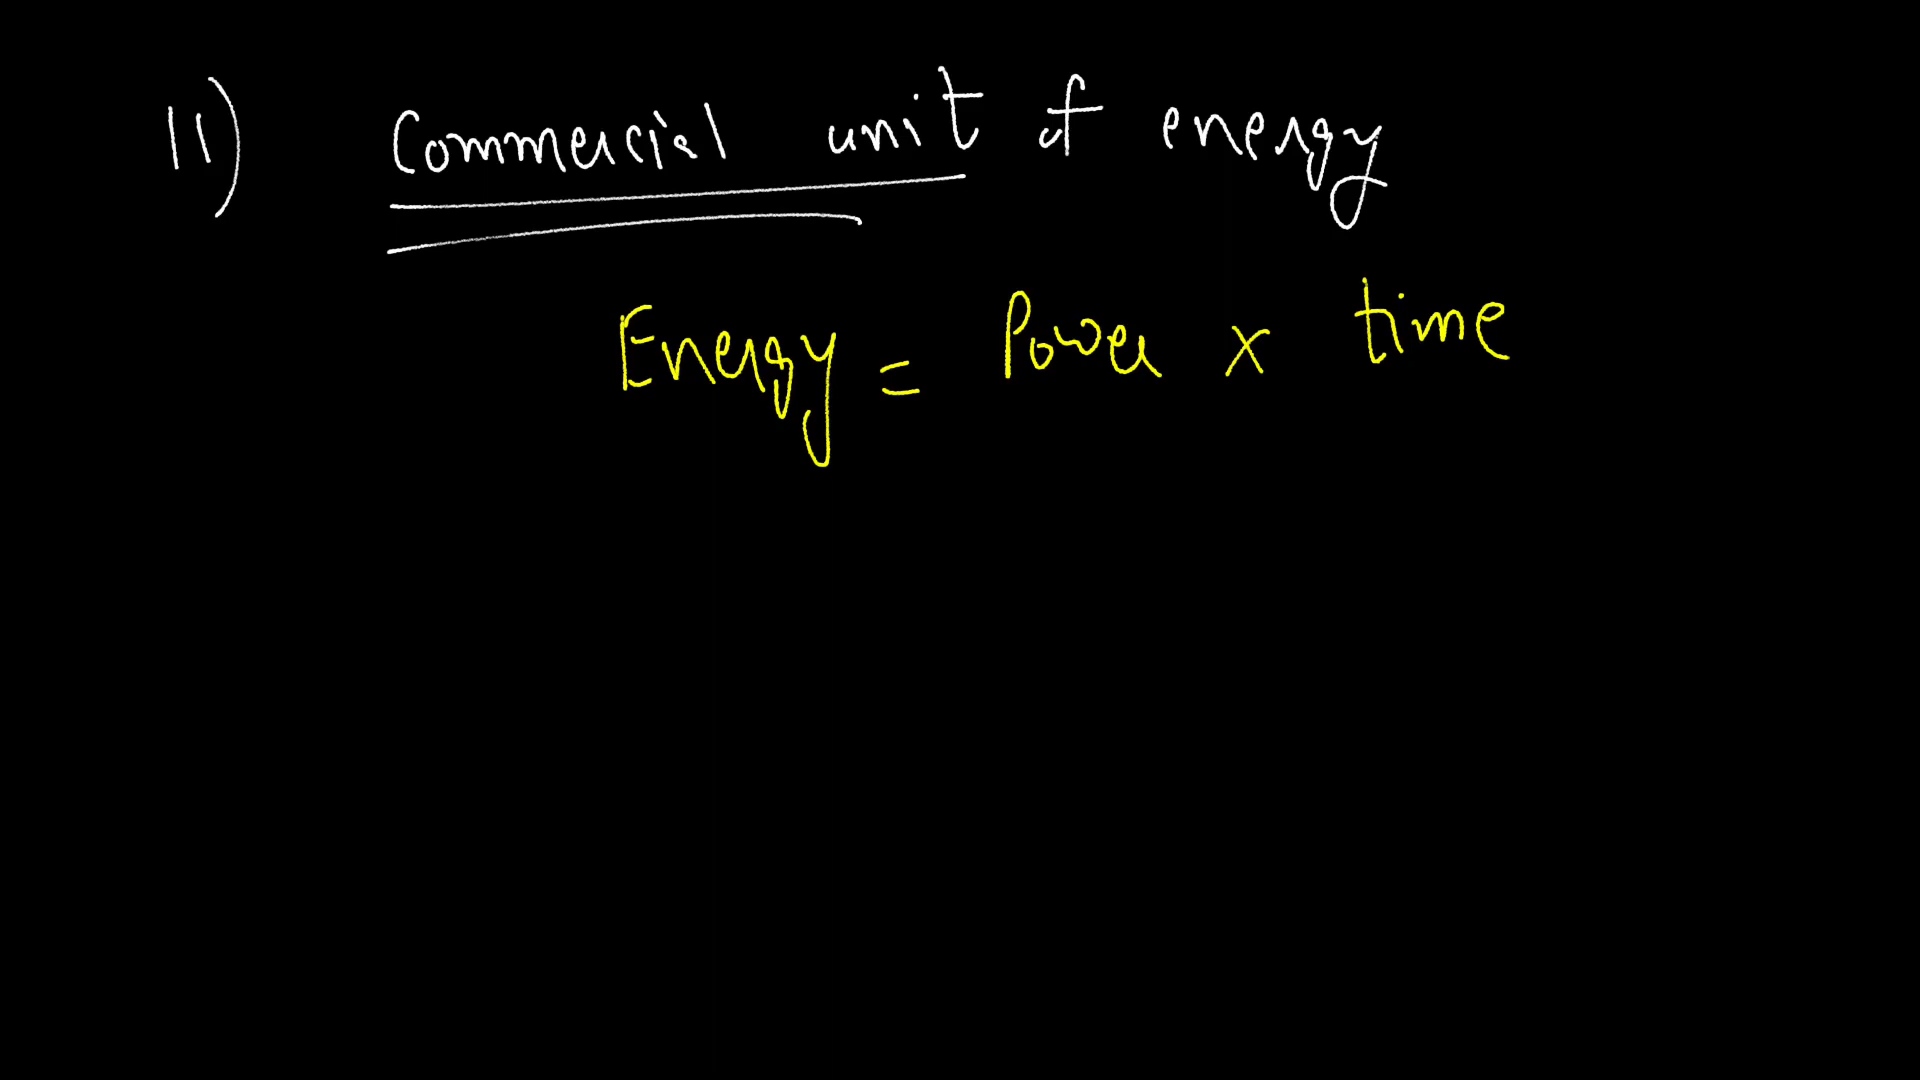 11) Commercial unit of energy
Energy = Power x time